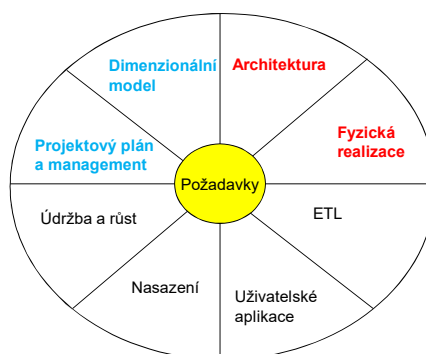 Dimenzionální
model
Architektura
Projektový plán
a management
Fyzická
realizace
Požadavky
Údržba a růst
ETL
Nasazení
Uživatelské
aplikace